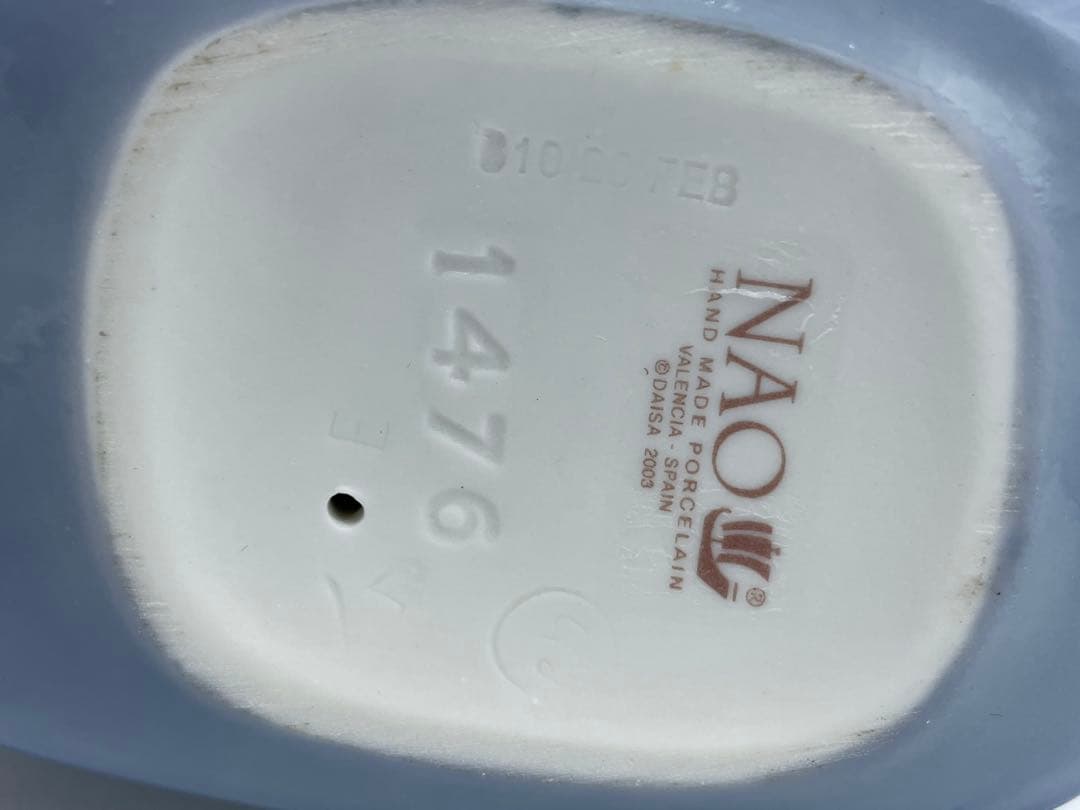 NAO ®
HAND MADE PORCELAIN
VALENCIA - SPAIN
© DAISA 2003
1476
E